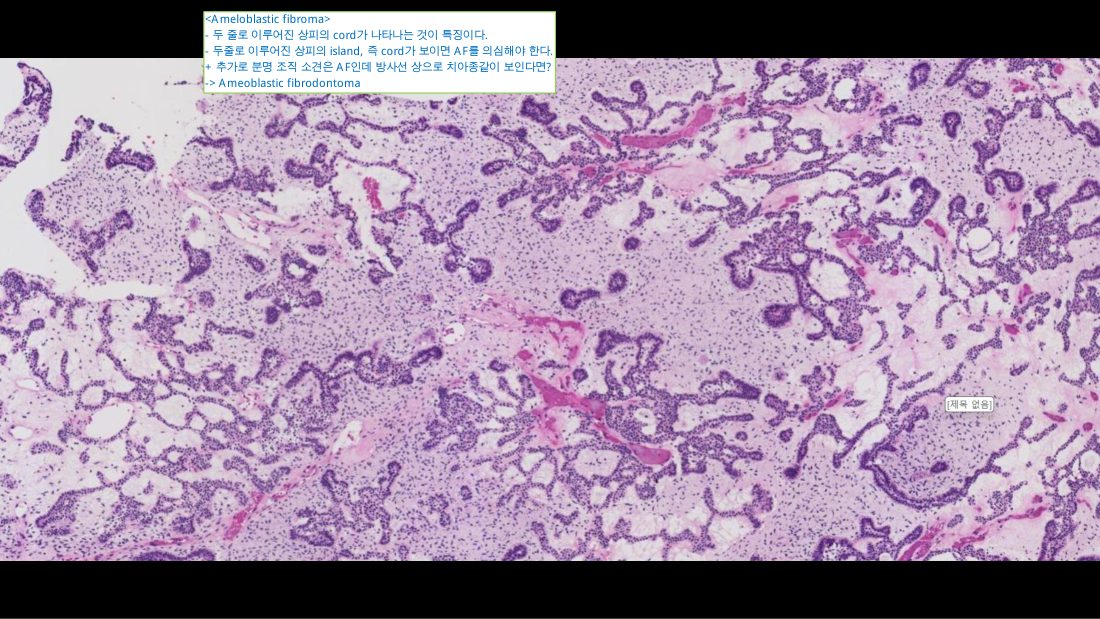 <Ameloblastic fibroma>
- 두 줄로 이루어진 상피의 cord가 나타나는 것이 특징이다.
- 두줄로 이루어진 상피의 island, 즉 cord가 보이면 AF를 의심해야 한다.
+ 추가로 분명 조직 소견은 AF인데 방사선 상으로 치아종같이 보인다면?
-> Ameoblastic fibrodontoma
[제목 없음]